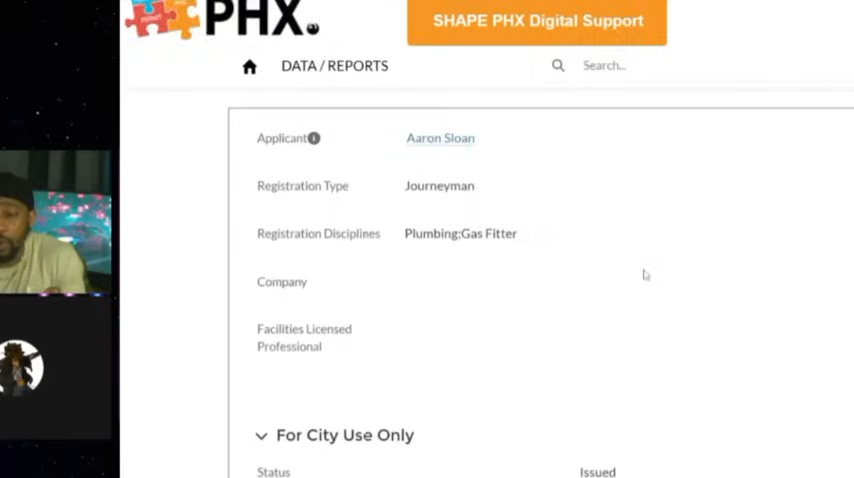 PERMIT
PHX.
SHAPE PHX Digital Support
DATA / REPORTS
Search...
Applicant
Aaron Sloan
Registration Type
Journeyman
Registration Disciplines
Plumbing;Gas Fitter
Company
Facilities Licensed
Professional
For City Use Only
Status
Issued